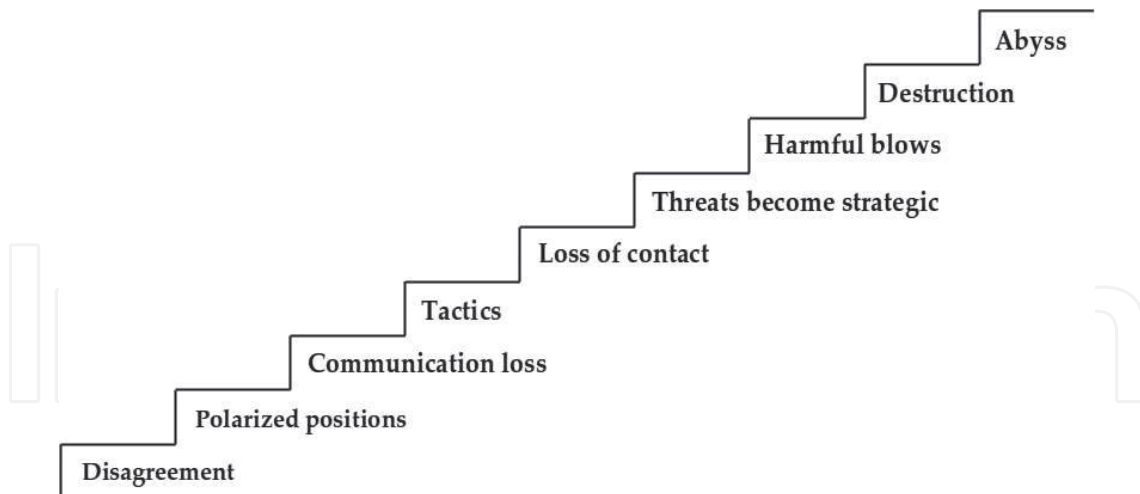 Abyss
Destruction
Harmful blows
Threats become strategic
Loss of contact
Tactics
Communication loss
Polarized positions
Disagreement